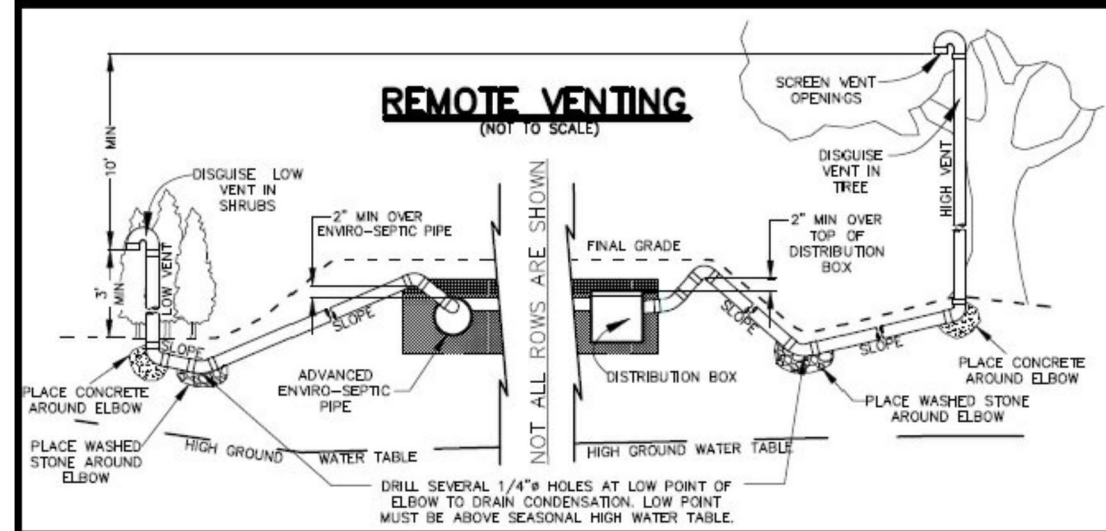 REMOTE VENTING
(NOT TO SCALE)
10' MIN
DISGUISE LOW
VENT IN
SHRUBS
3'
MIN
LOW VENT
SLOPE
PLACE CONCRETE
AROUND ELBOW
PLACE WASHED
STONE AROUND
ELBOW
HIGH GROUND WATER TABLE
2" MIN OVER
ENVIRO-SEPTIC PIPE
SLOPE
ADVANCED
ENVIRO-SEPTIC
PIPE
NOT ALL ROWS ARE SHOWN
FINAL GRADE
DISTRIBUTION BOX
HIGH GROUND WATER TABLE
2" MIN OVER
TOP OF
DISTRIBUTION
BOX
SLOPE
SLOPE
SCREEN VENT
OPENINGS
DISGUISE
VENT IN
TREE
HIGH VENT
PLACE CONCRETE
AROUND ELBOW
PLACE WASHED STONE
AROUND ELBOW
DRILL SEVERAL 1/4"ø HOLES AT LOW POINT OF
ELBOW TO DRAIN CONDENSATION. LOW POINT
MUST BE ABOVE SEASONAL HIGH WATER TABLE.